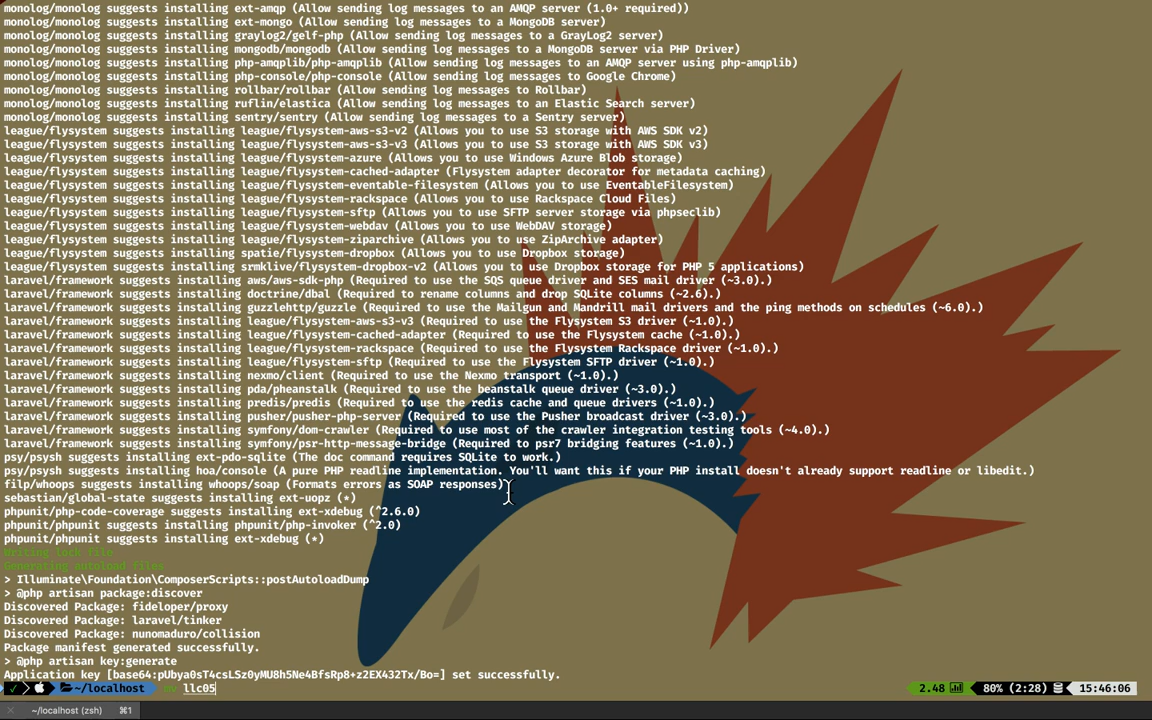 monolog/monolog suggests installing ext-amqp (Allow sending log messages to an AMQP server (1.0+ required))
monolog/monolog suggests installing ext-mongo (Allow sending log messages to a MongoDB server)
monolog/monolog suggests installing graylog2/gelf-php (Allow sending log messages to a GrayLog2 server)
monolog/monolog suggests installing mongodb/mongodb (Allow sending log messages to a MongoDB server via PHP Driver)
monolog/monolog suggests installing php-amqplib/php-amqplib (Allow sending log messages to an AMQP server using php-amqplib)
monolog/monolog suggests installing php-console/php-console (Allow sending log messages to Google Chrome)
monolog/monolog suggests installing rollbar/rollbar (Allow sending log messages to Rollbar)
monolog/monolog suggests installing ruflin/elastica (Allow sending log messages to an Elastic Search server)
monolog/monolog suggests installing sentry/sentry (Allow sending log messages to a Sentry server)
league/flysystem suggests installing league/flysystem-aws-s3-v2 (Allows you to use S3 storage with AWS SDK v2)
league/flysystem suggests installing league/flysystem-aws-s3-v3 (Allows you to use S3 storage with AWS SDK v3)
league/flysystem suggests installing league/flysystem-azure (Allows you to use Windows Azure Blob storage)
league/flysystem suggests installing league/flysystem-cached-adapter (Flysystem adapter decorator for metadata caching)
league/flysystem suggests installing league/flysystem-eventable-filesystem (Allows you to use EventableFilesystem)
league/flysystem suggests installing league/flysystem-rackspace (Allows you to use Rackspace Cloud Files)
league/flysystem suggests installing league/flysystem-sftp (Allows you to use SFTP server storage via phpseclib)
league/flysystem suggests installing league/flysystem-webdav (Allows you to use WebDAV storage)
league/flysystem suggests installing league/flysystem-ziparchive (Allows you to use ZipArchive adapter)
league/flysystem suggests installing spatie/flysystem-dropbox (Allows you to use Dropbox storage)
league/flysystem suggests installing srmklive/flysystem-dropbox-v2 (Allows you to use Dropbox storage for PHP 5 applications)
laravel/framework suggests installing aws/aws-sdk-php (Required to use the SQS queue driver and SES mail driver (~3.0).)
laravel/framework suggests installing doctrine/dbal (Required to rename columns and drop SQLite columns (~2.6).)
laravel/framework suggests installing guzzlehttp/guzzle (Required to use the Mailgun and Mandrill mail drivers and the ping methods on schedules (~6.0).)
laravel/framework suggests installing league/flysystem-aws-s3-v3 (Required to use the Flysystem S3 driver (~1.0).)
laravel/framework suggests installing league/flysystem-cached-adapter (Required to use the Flysystem cache (~1.0).)
laravel/framework suggests installing league/flysystem-rackspace (Required to use the Flysystem Rackspace driver (~1.0).)
laravel/framework suggests installing league/flysystem-sftp (Required to use the Flysystem SFTP driver (~1.0).)
laravel/framework suggests installing nexmo/client (Required to use the Nexmo transport (~1.0).)
laravel/framework suggests installing pda/pheanstalk (Required to use the beanstalk queue driver (~3.0).)
laravel/framework suggests installing predis/predis (Required to use the redis cache and queue drivers (~1.0).)
laravel/framework suggests installing pusher/pusher-php-server (Required to use the Pusher broadcast driver (~3.0).)
laravel/framework suggests installing symfony/dom-crawler (Required to use most of the crawler integration testing tools (~4.0).)
laravel/framework suggests installing symfony/psr-http-message-bridge (Required to psr7 bridging features (~1.0).)
psy/psysh suggests installing ext-pdo-sqlite (The doc command requires SQLite to work.)
psy/psysh suggests installing hoa/console (A pure PHP readline implementation. You'll want this if your PHP install doesn't already support readline or libedit.)
filp/whoops suggests installing whoops/soap (Formats errors as SOAP responses)
sebastian/global-state suggests installing ext-uopz (*)
phpunit/php-code-coverage suggests installing ext-xdebug (^2.6.0)
phpunit/phpunit suggests installing phpunit/php-invoker (^2.0)
phpunit/phpunit suggests installing ext-xdebug (*)
Writing lock file
Generating autoload files
> Illuminate\Foundation\ComposerScripts::postAutoloadDump
> @php artisan package:discover
Discovered Package: fideloper/proxy
Discovered Package: laravel/tinker
Discovered Package: nunomaduro/collision
Package manifest generated successfully.
> @php artisan key:generate
Application key [base64:pUbya0sT4csLSz0yMU8h5Ne4BfsRp8+z2EX432Tx/Bo=] set successfully.
~/localhost llc05 2.48 80% (2:28) 15:46:06
~/localhost (zsh) ⌘1